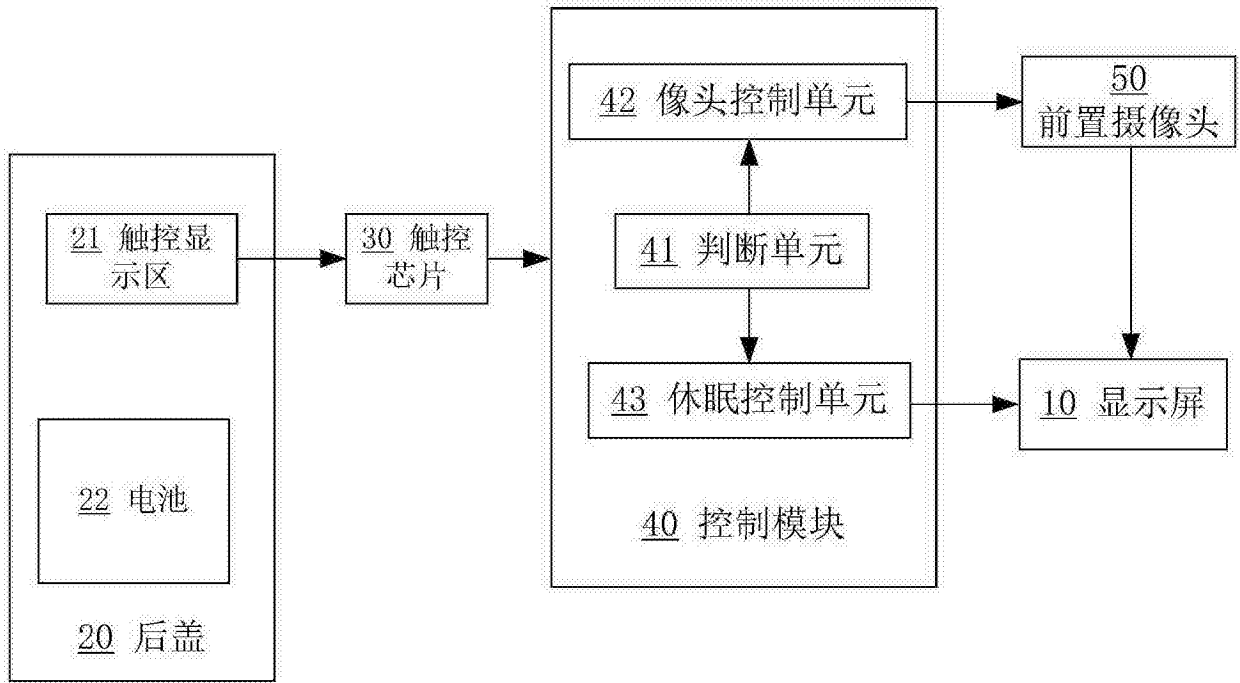 42 像头控制单元
50
前置摄像头
21 触控显
示区
30 触控
芯片
41 判断单元
43 休眠控制单元
10 显示屏
22 电池
40 控制模块
20 后盖